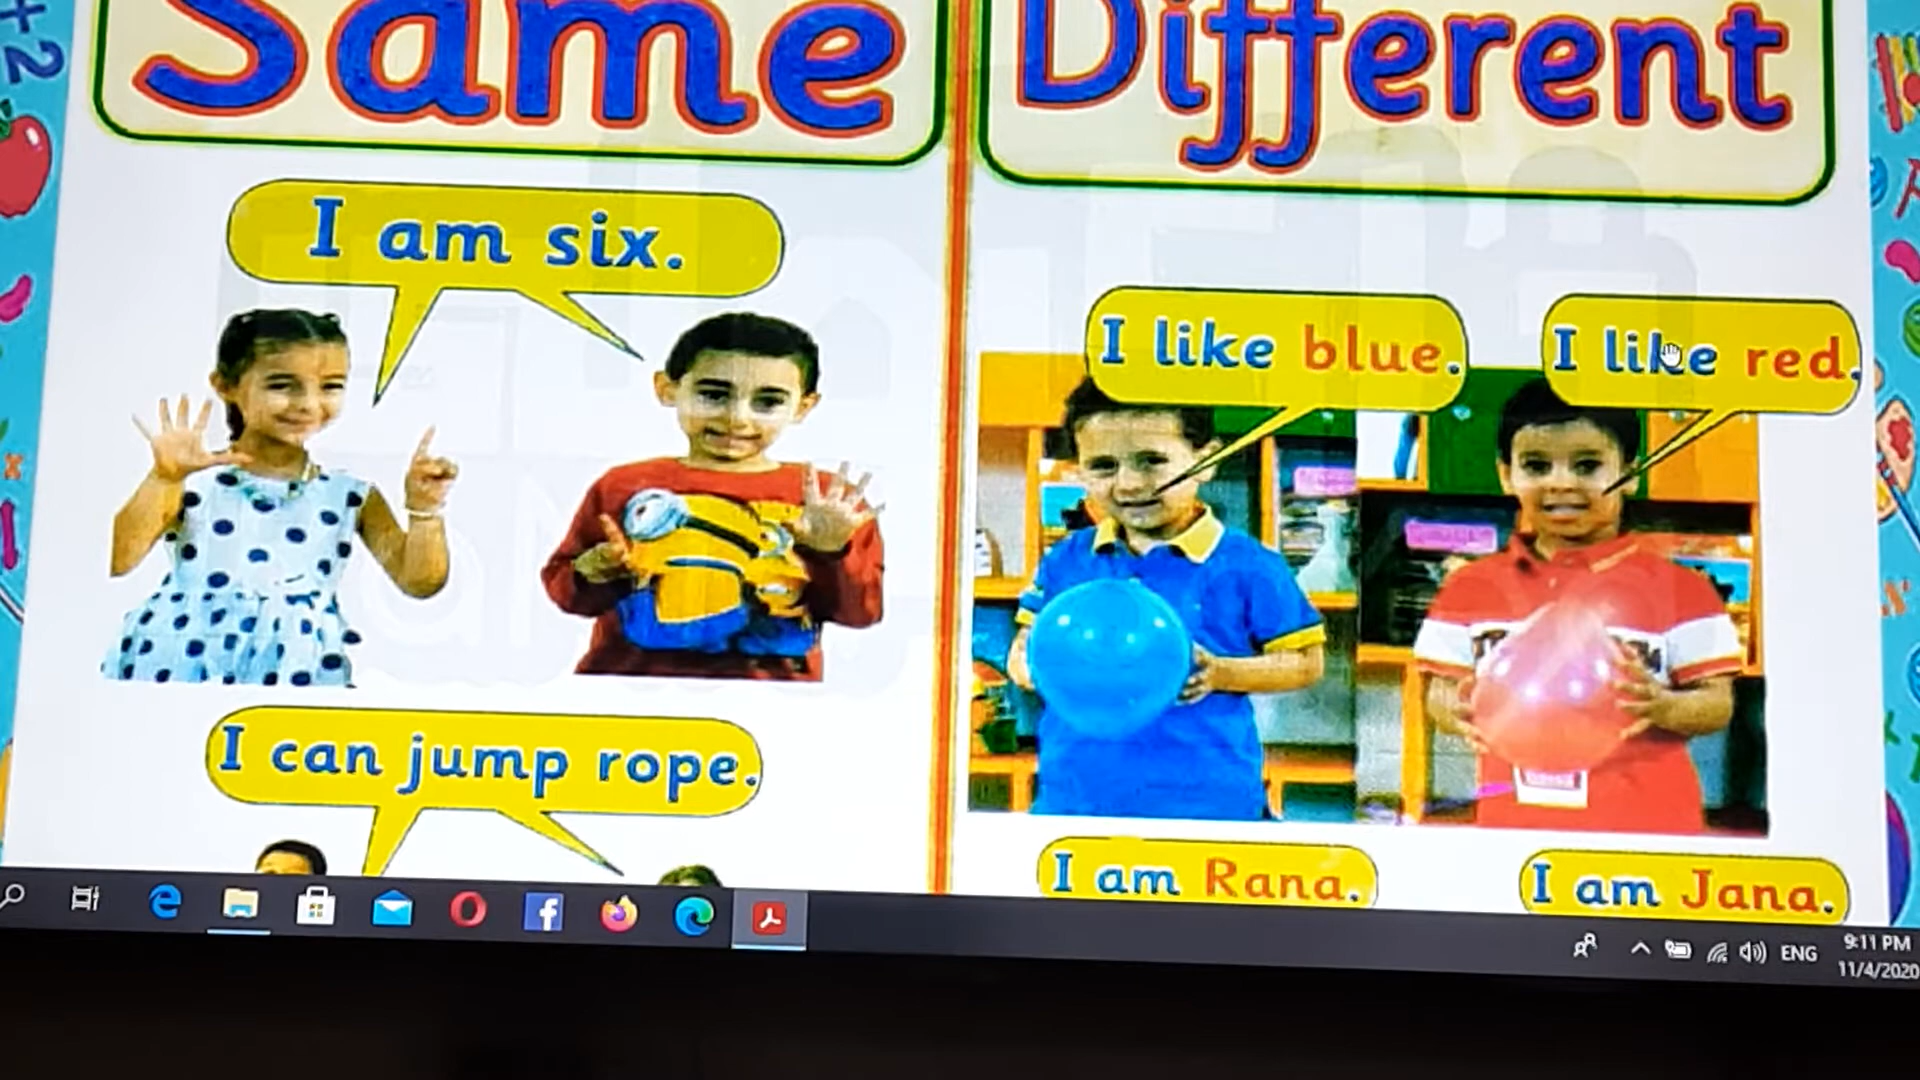 Same
Different
I am six.
I like blue.
I like red.
I can jump rope.
I am Rana.
I am Jana.
ENG
9:11 PM
11/4/2020